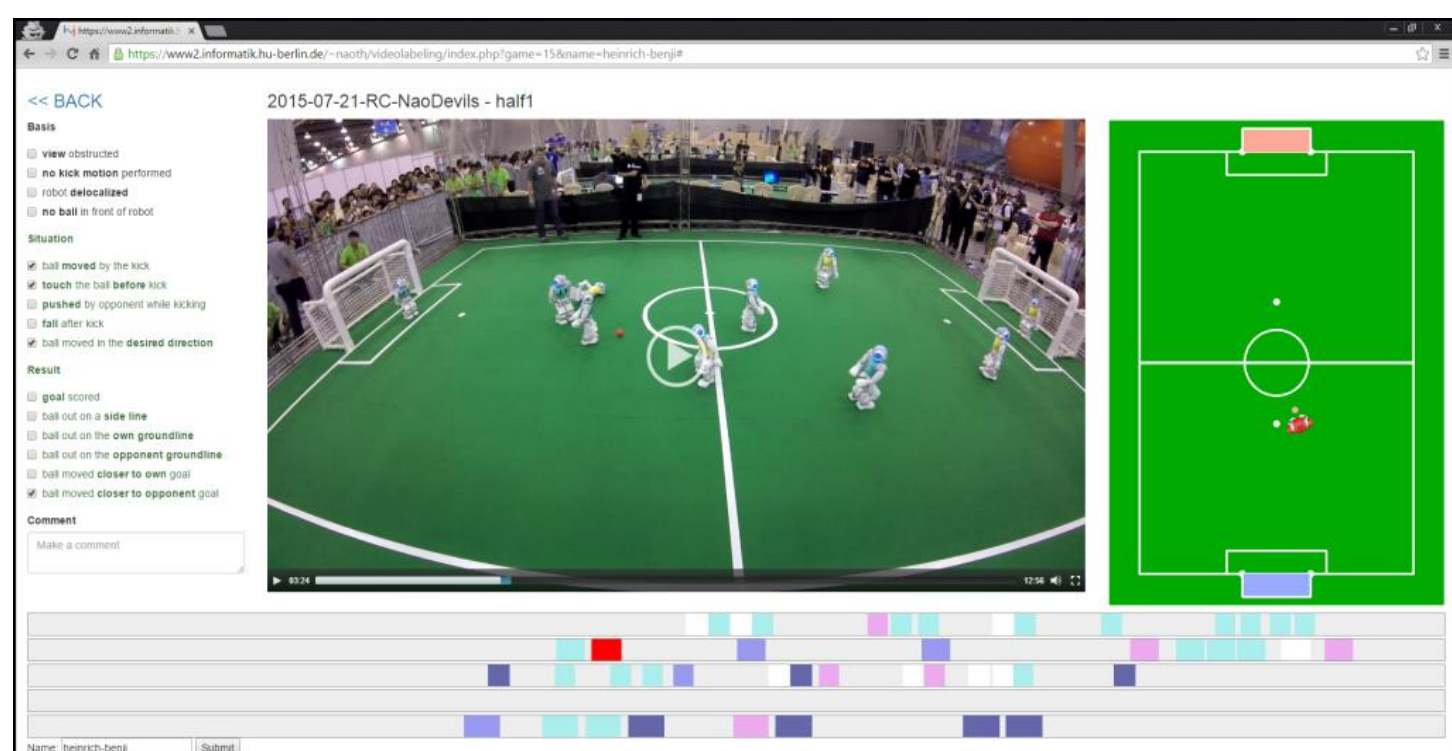 https://www2.informatik.
https://www2.informatik.hu-berlin.de/~naoth/videolabeling/index.php?game=15&name=heinrich-benji#
<< BACK
2015-07-21-RC-NaoDevils - half1
Basis
view obstructed
no kick motion performed
robot delocalized
no ball in front of robot
Situation
ball moved by the kick
touch the ball before kick
pushed by opponent while kicking
fall after kick
ball moved in the desired direction
Result
goal scored
ball out on a side line
ball out on the own groundline
ball out on the opponent groundline
ball moved closer to own goal
ball moved closer to opponent goal
Comment
Make a comment
03:24
12:56
Name: heinrich-benji Submit